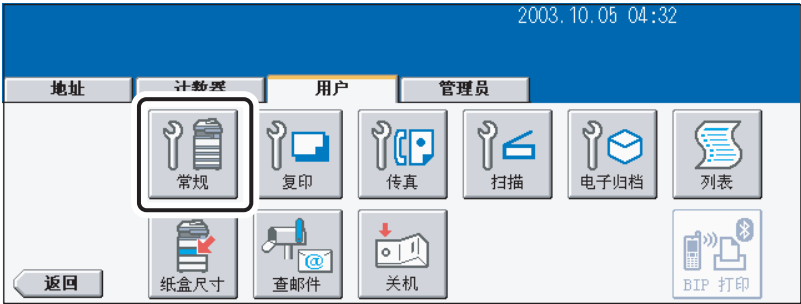 2003.10.05 04:32
地址 计数器 用户 管理员
常规 复印 传真 扫描 电子归档 列表
纸盒尺寸 查邮件 关机 BIP 打印
返回